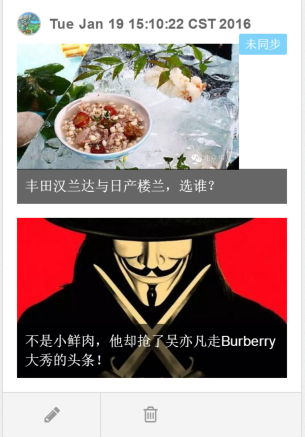 Tue Jan 19 15:10:22 CST 2016
未同步
丰田汉兰达与日产楼兰，选谁？
不是小鲜肉，他却抢了吴亦凡走Burberry
大秀的头条！